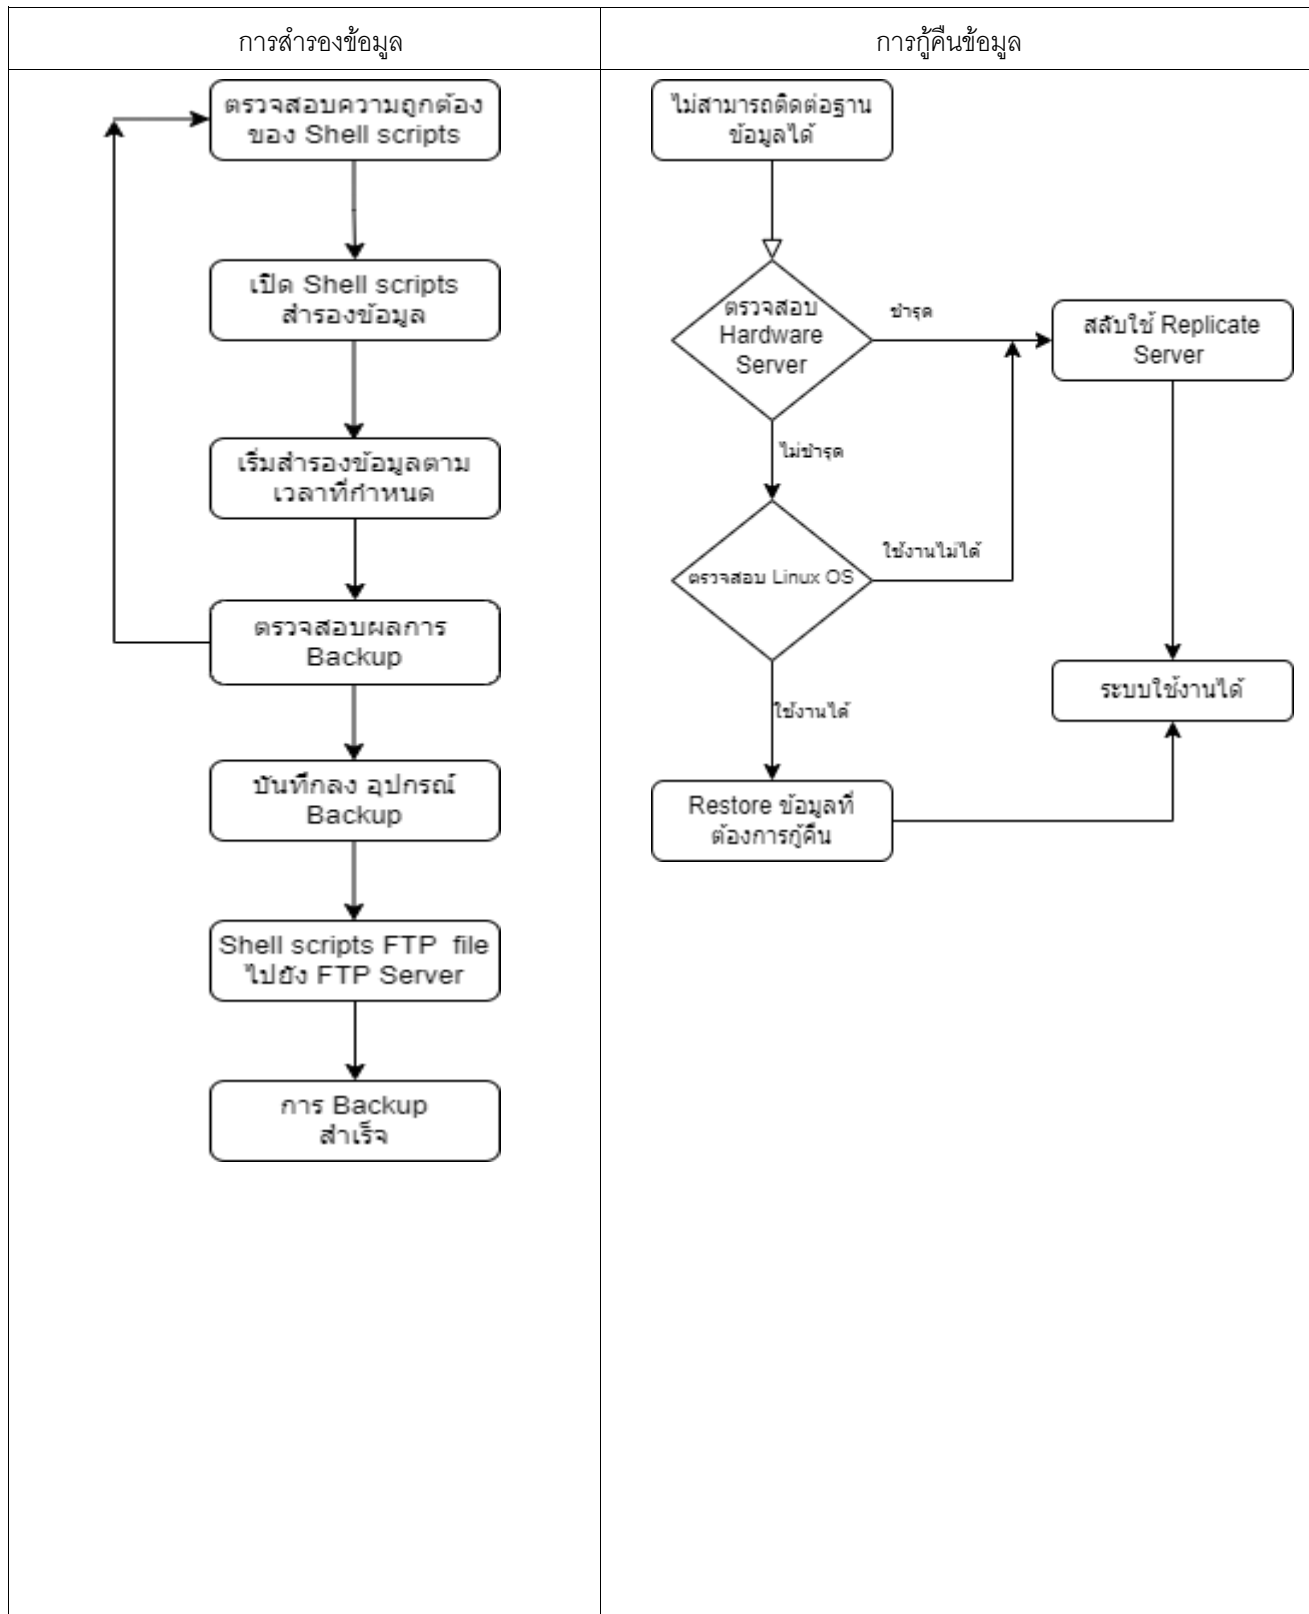 การสำรองข้อมูล
การกู้คืนข้อมูล
ตรวจสอบความถูกต้อง
ของ Shell scripts
เปิด Shell scripts
สำรองข้อมูล
เริ่มสำรองข้อมูลตาม
เวลาที่กำหนด
ตรวจสอบผลการ
Backup
บันทึกลง อุปกรณ์
Backup
Shell scripts FTP file
ไปยัง FTP Server
การ Backup
สำเร็จ
ไม่สามารถติดต่อฐาน
ข้อมูลได้
ตรวจสอบ
Hardware
Server
ชำรุด
สลับใช้ Replicate
Server
ไม่ชำรุด
ตรวจสอบ Linux OS
ใช้งานไม่ได้
ใช้งานได้
ระบบใช้งานได้
Restore ข้อมูลที่
ต้องการกู้คืน